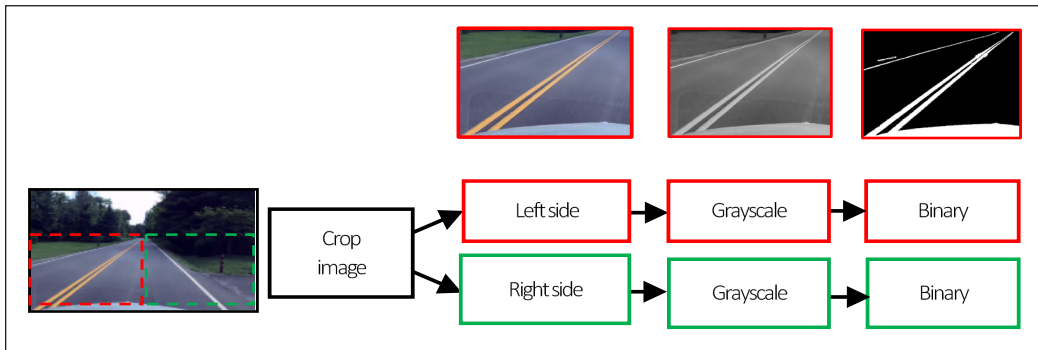 Crop
image
Left side
Grayscale
Binary
Right side
Grayscale
Binary